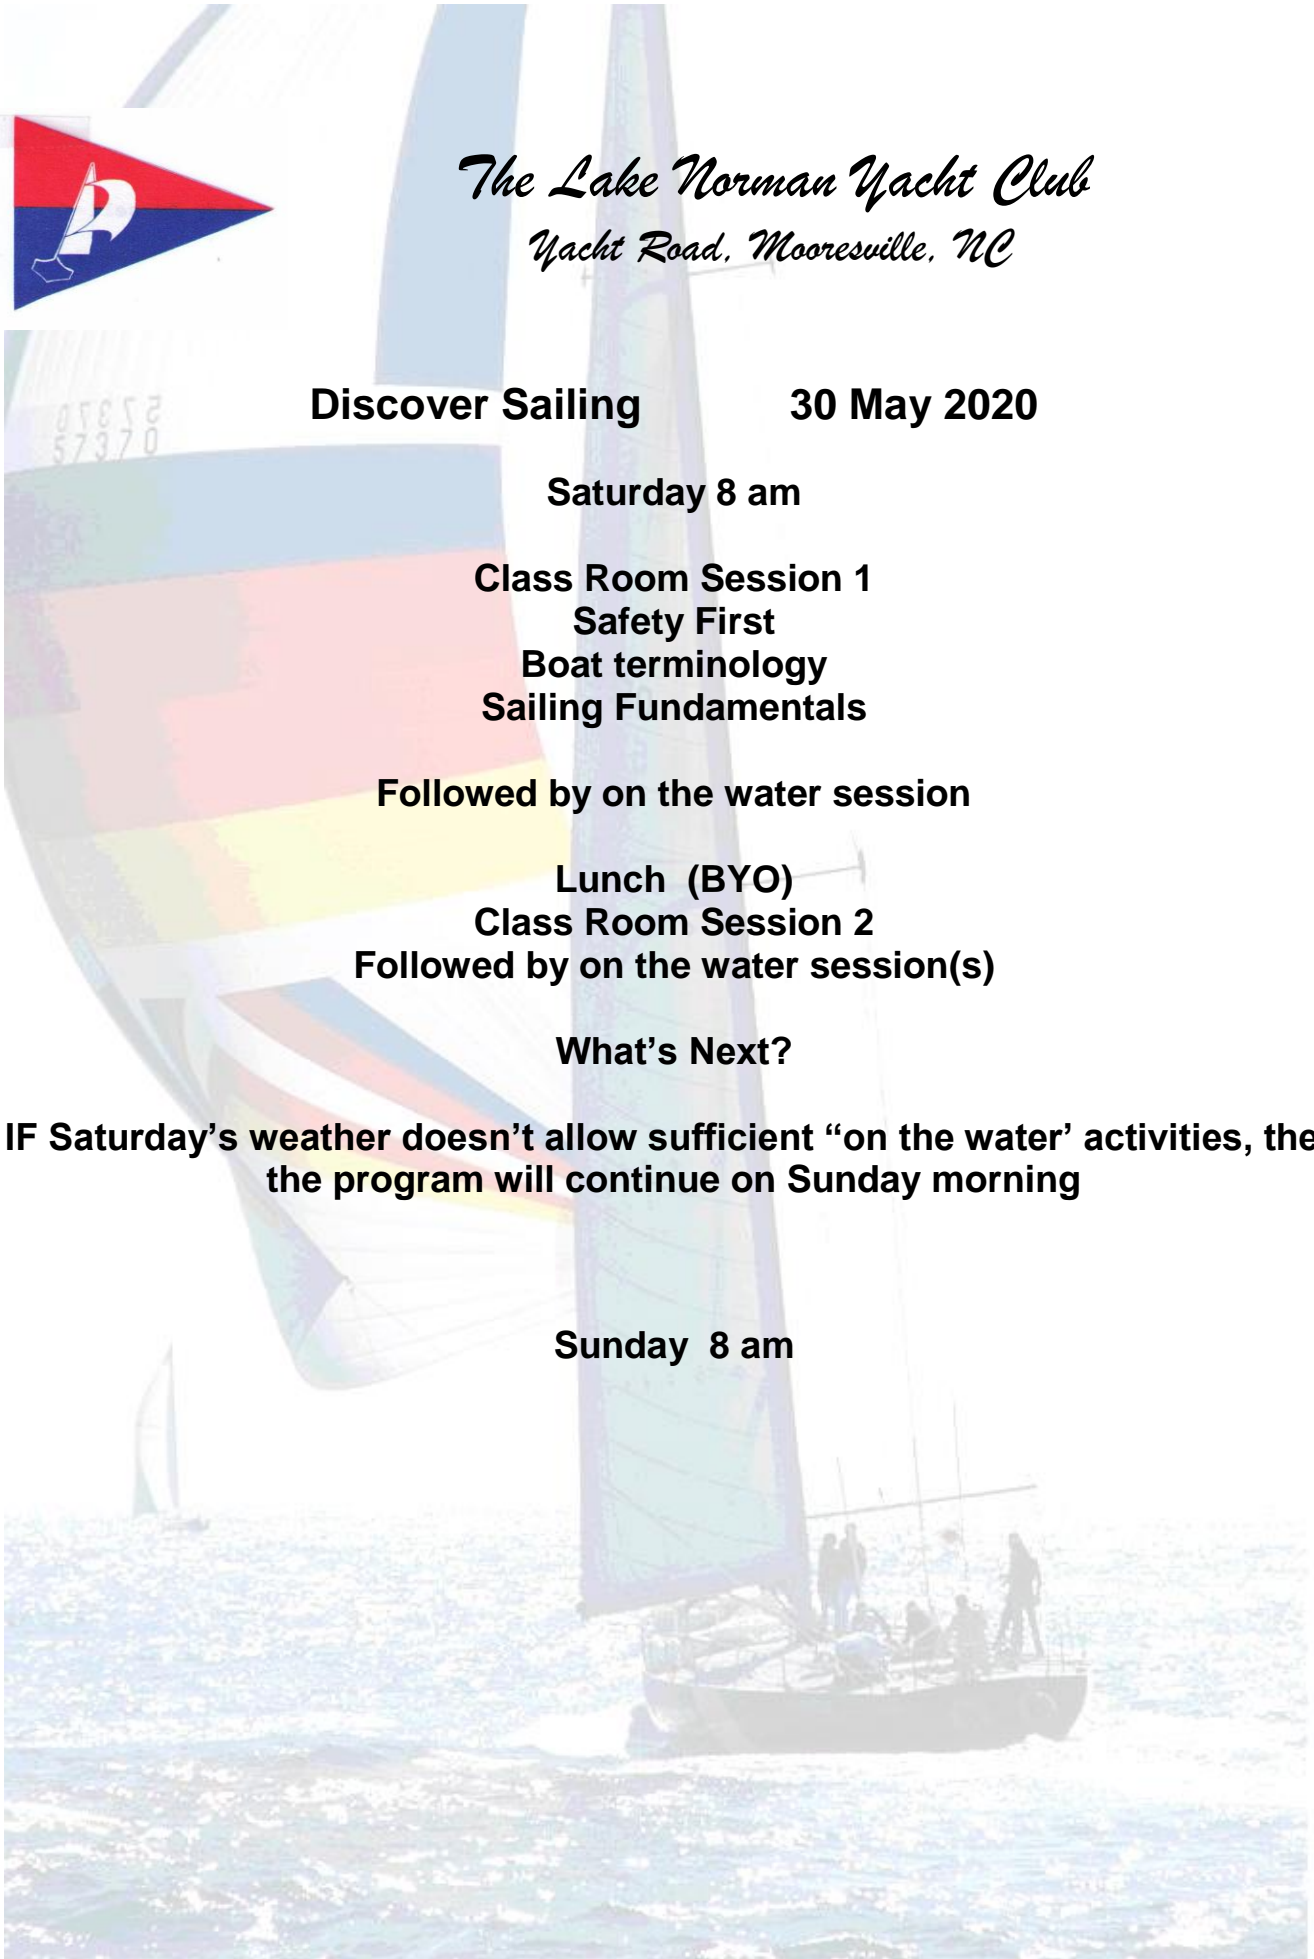 The Lake Norman Yacht Club
Yacht Road, Mooresville, NC
Discover Sailing 30 May 2020
57370
57370
Saturday 8 am
Class Room Session 1
Safety First
Boat terminology
Sailing Fundamentals
Followed by on the water session
Lunch (BYO)
Class Room Session 2
Followed by on the water session(s)
What’s Next?
IF Saturday’s weather doesn’t allow sufficient “on the water’ activities, the
the program will continue on Sunday morning
Sunday 8 am